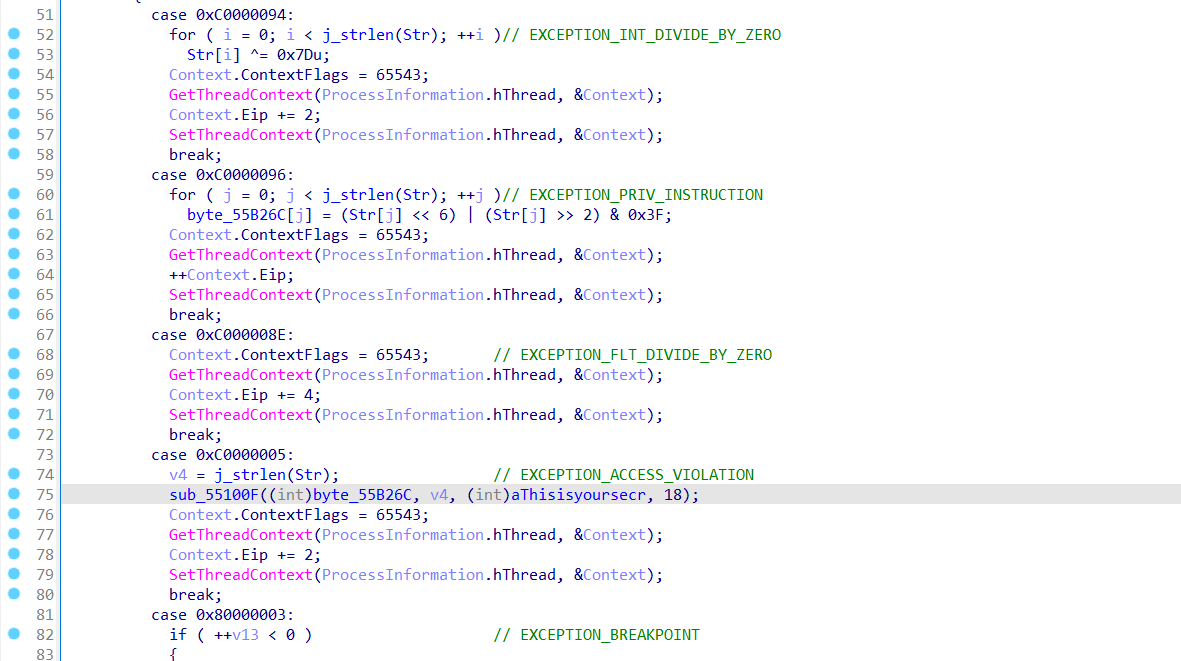 51 case 0xC0000094:
52 for ( i = 0; i < j_strlen(Str); ++i )// EXCEPTION_INT_DIVIDE_BY_ZERO
53 Str[i] ^= 0x7Du;
54 Context.ContextFlags = 65543;
55 GetThreadContext(ProcessInformation.hThread, &Context);
56 Context.Eip += 2;
57 SetThreadContext(ProcessInformation.hThread, &Context);
58 break;
59 case 0xC0000096:
60 for ( j = 0; j < j_strlen(Str); ++j )// EXCEPTION_PRIV_INSTRUCTION
61 byte_55B26C[j] = (Str[j] << 6) | (Str[j] >> 2) & 0x3F;
62 Context.ContextFlags = 65543;
63 GetThreadContext(ProcessInformation.hThread, &Context);
64 ++Context.Eip;
65 SetThreadContext(ProcessInformation.hThread, &Context);
66 break;
67 case 0xC000008E:
68 Context.ContextFlags = 65543; // EXCEPTION_FLT_DIVIDE_BY_ZERO
69 GetThreadContext(ProcessInformation.hThread, &Context);
70 Context.Eip += 4;
71 SetThreadContext(ProcessInformation.hThread, &Context);
72 break;
73 case 0xC0000005:
74 v4 = j_strlen(Str); // EXCEPTION_ACCESS_VIOLATION
75 sub_55100F((int)byte_55B26C, v4, (int)aThisisyoursecr, 18);
76 Context.ContextFlags = 65543;
77 GetThreadContext(ProcessInformation.hThread, &Context);
78 Context.Eip += 2;
79 SetThreadContext(ProcessInformation.hThread, &Context);
80 break;
81 case 0x80000003:
82 if ( ++v13 < 0 ) // EXCEPTION_BREAKPOINT
83 {